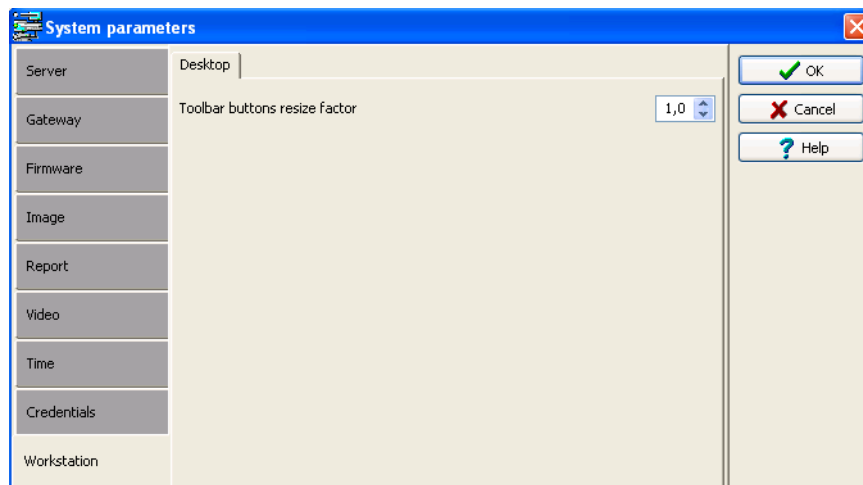 System parameters
Server
Gateway
Firmware
Image
Report
Video
Time
Credentials
Workstation
Desktop
Toolbar buttons resize factor
1,0
OK
Cancel
Help